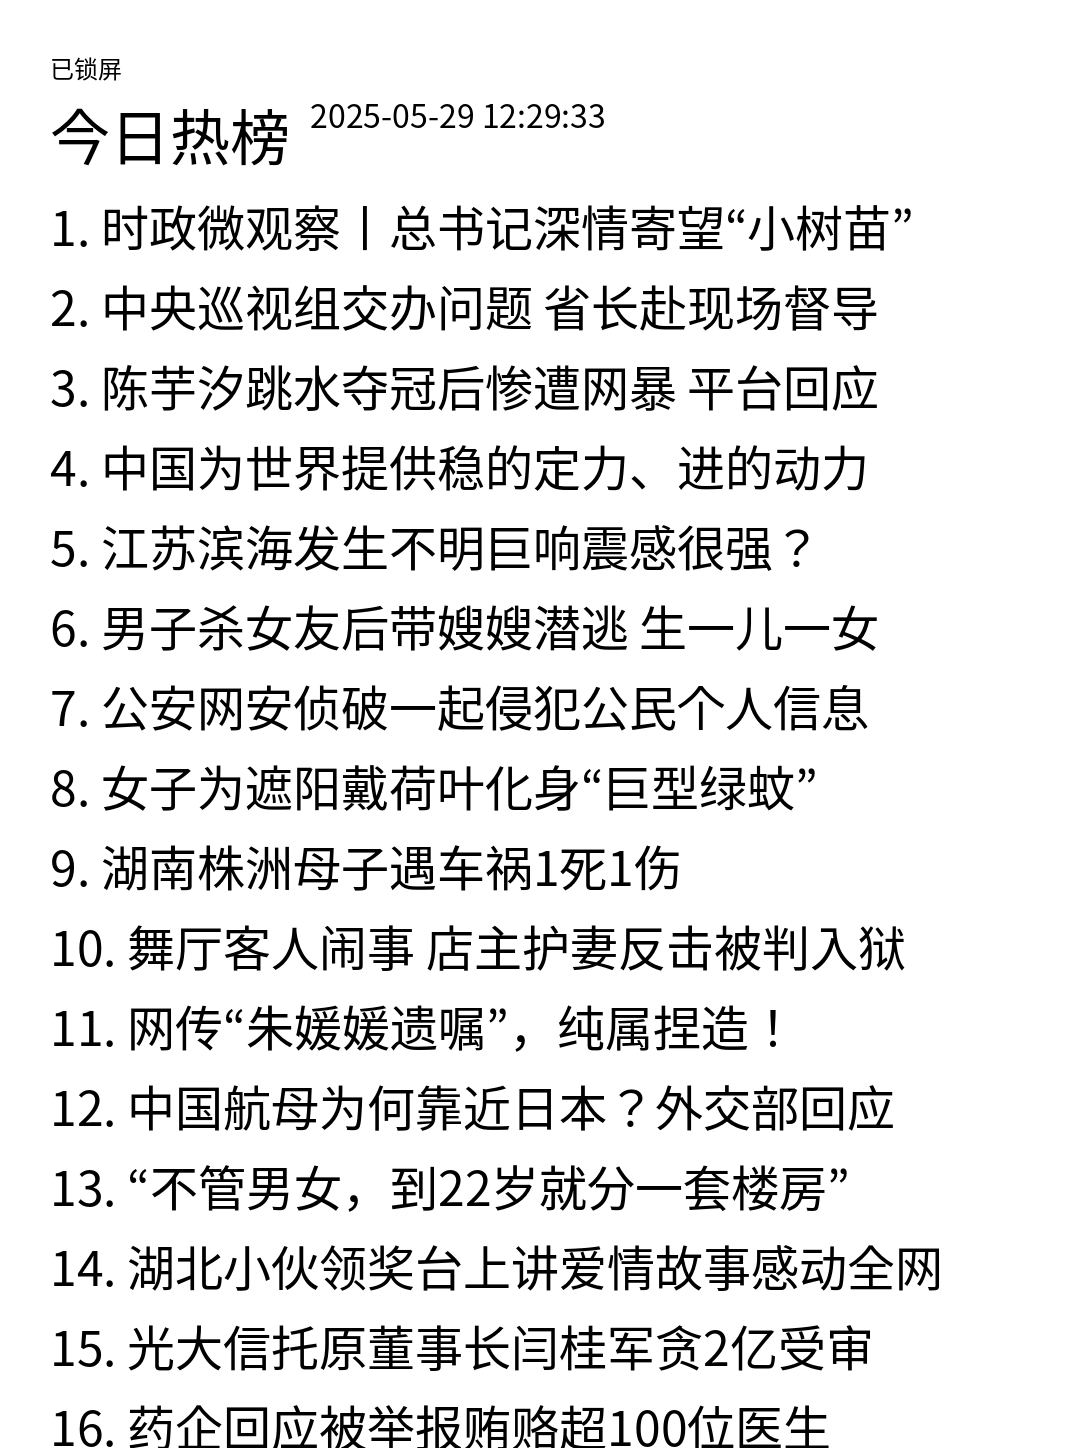 已锁屏
今日热榜 2025-05-29 12:29:33
1. 时政微观察丨总书记深情寄望“小树苗”
2. 中央巡视组交办问题 省长赴现场督导
3. 陈芋汐跳水夺冠后惨遭网暴 平台回应
4. 中国为世界提供稳的定力、进的动力
5. 江苏滨海发生不明巨响震感很强？
6. 男子杀女友后带嫂嫂潜逃 生一儿一女
7. 公安网安侦破一起侵犯公民个人信息
8. 女子为遮阳戴荷叶化身“巨型绿蚊”
9. 湖南株洲母子遇车祸1死1伤
10. 舞厅客人闹事 店主护妻反击被判入狱
11. 网传“朱媛媛遗嘱”，纯属捏造！
12. 中国航母为何靠近日本？外交部回应
13. “不管男女，到22岁就分一套楼房”
14. 湖北小伙领奖台上讲爱情故事感动全网
15. 光大信托原董事长闫桂军贪2亿受审
16. 药企回应被举报贿赂超100位医生